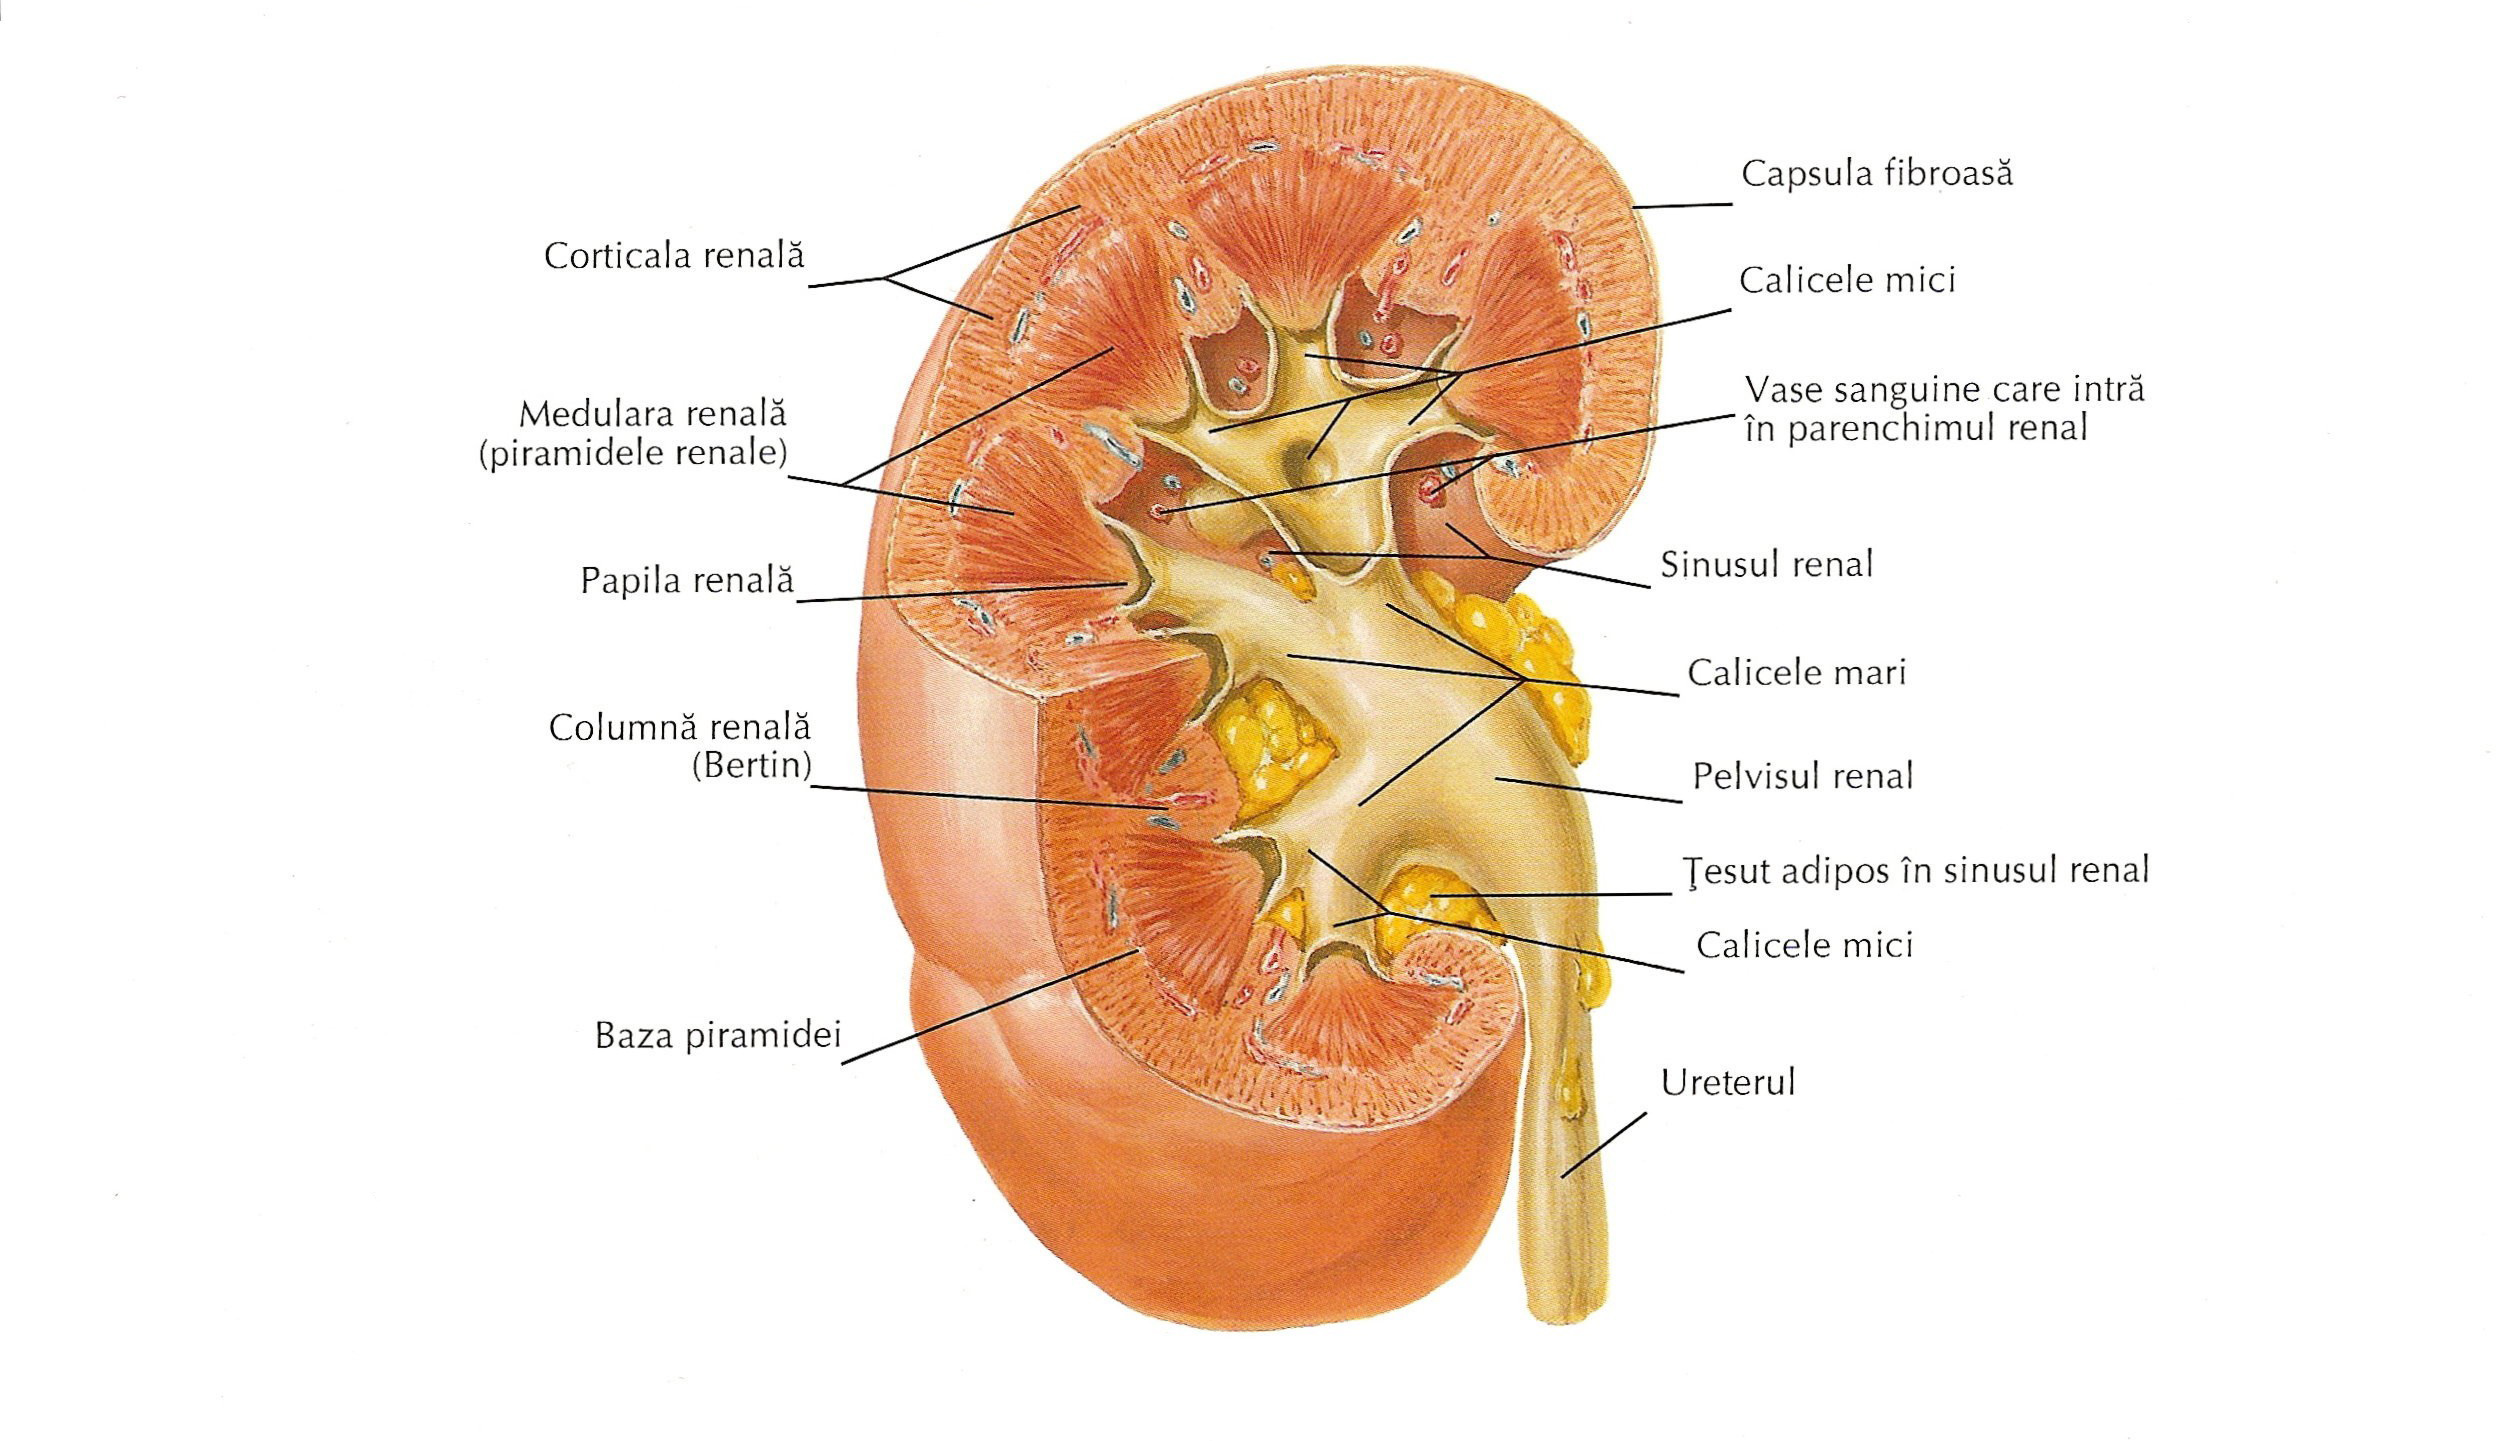 Corticala renală
Medulara renală
(piramidele renale)
Papila renală
Columnă renală
(Bertin)
Baza piramidei
Capsula fibroasă
Calicele mici
Vase sanguine care intră
în parenchimul renal
Sinusul renal
Calicele mari
Pelvisul renal
Ţesut adipos în sinusul renal
Calicele mici
Ureterul